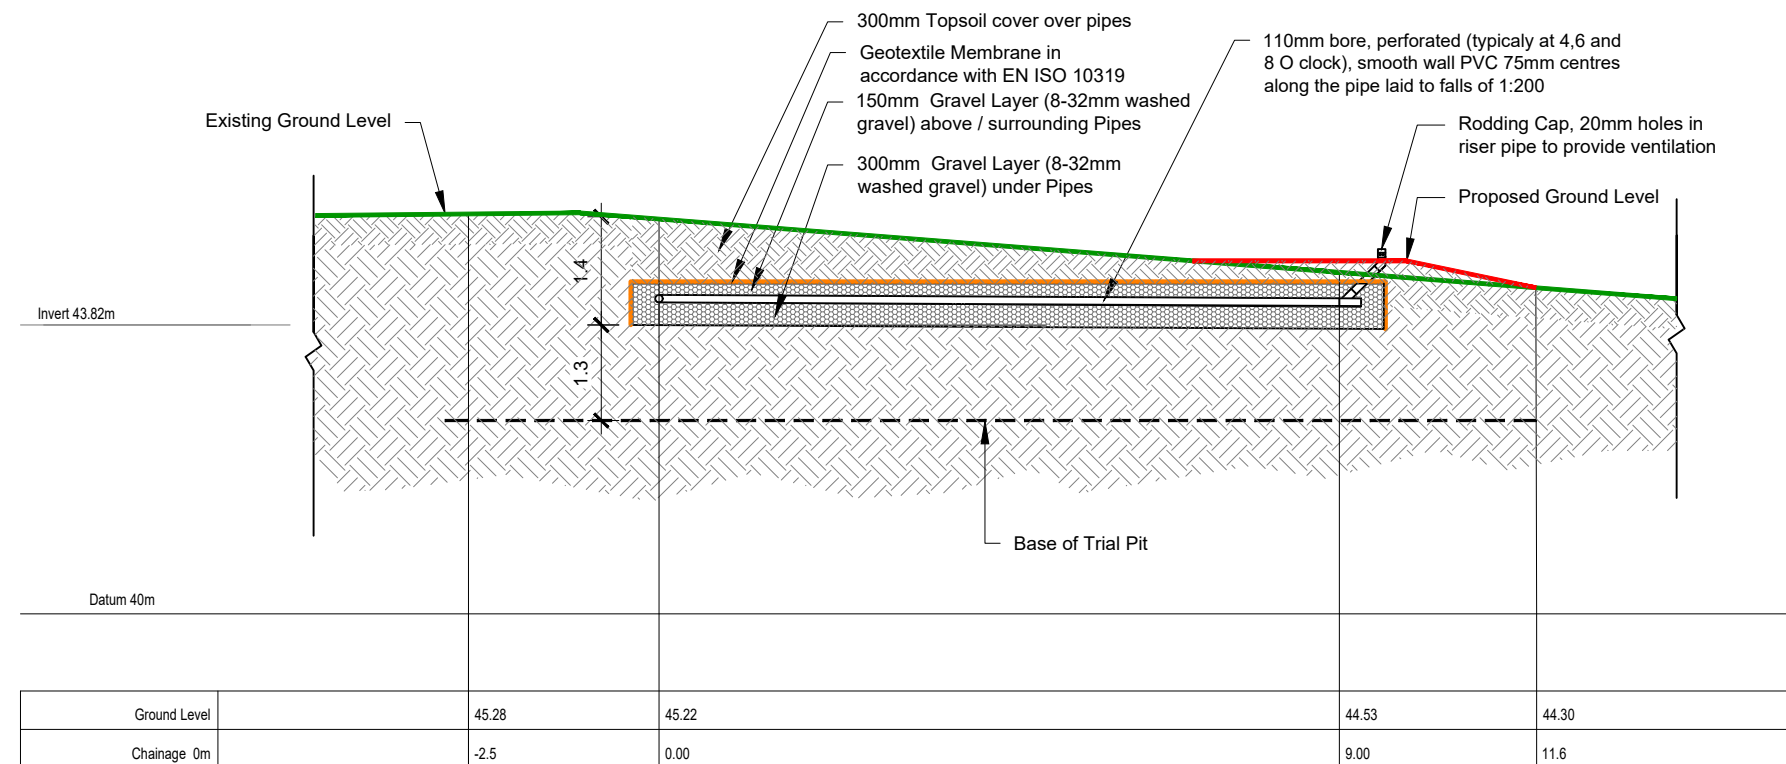 300mm Topsoil cover over pipes
Geotextile Membrane in
accordance with EN ISO 10319
150mm Gravel Layer (8-32mm washed
gravel) above / surrounding Pipes
300mm Gravel Layer (8-32mm
washed gravel) under Pipes
110mm bore, perforated (typicaly at 4,6 and
8 O clock), smooth wall PVC 75mm centres
along the pipe laid to falls of 1:200
Rodding Cap, 20mm holes in
riser pipe to provide ventilation
Proposed Ground Level
Existing Ground Level
1.4
Invert 43.82m
1.3
Base of Trial Pit
Datum 40m
Ground Level 45.28 45.22 44.53 44.30
Chainage 0m -2.5 0.00 9.00 11.6